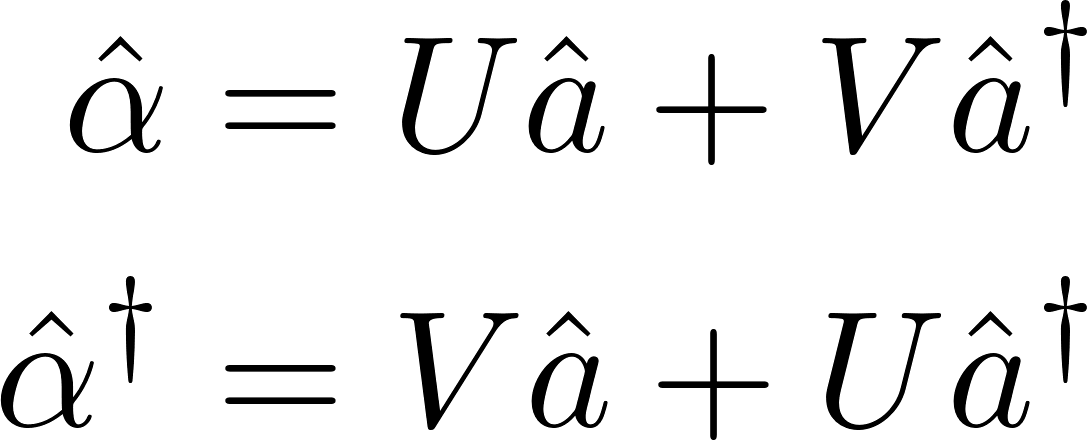 α̂ = Uâ + Vâ†
α̂† = Vâ + Uâ†